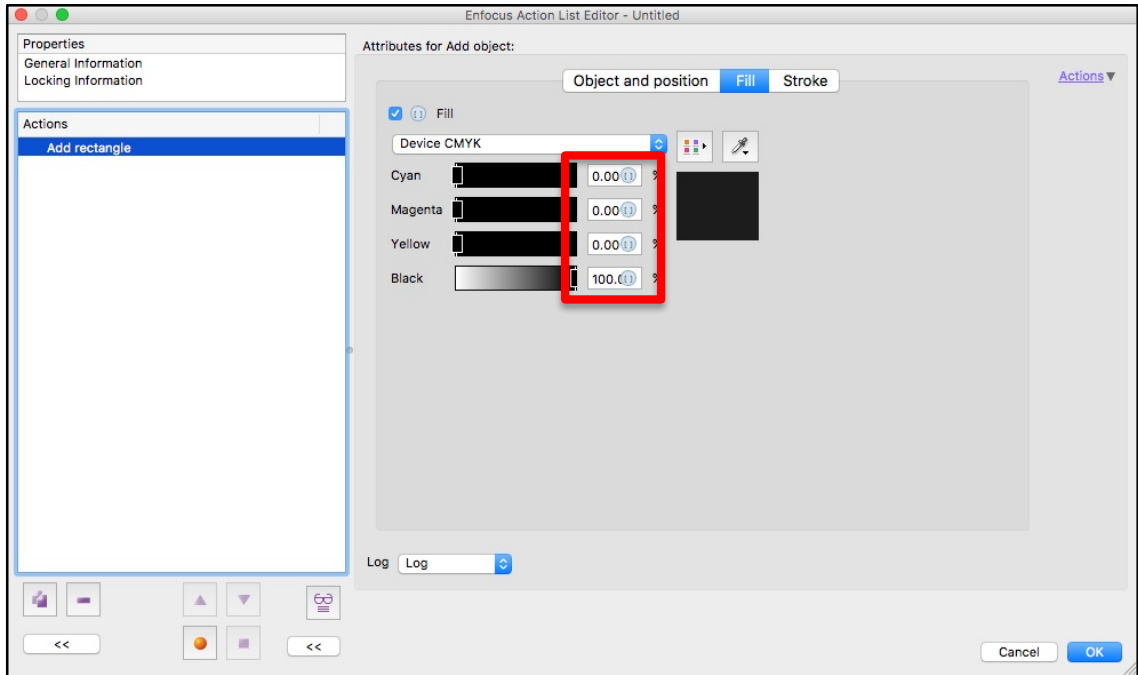 Enfocus Action List Editor - Untitled
Properties
General Information
Locking Information
Actions
Add rectangle
Attributes for Add object:
Object and position Fill Stroke
Actions▼
Fill
Device CMYK
Cyan 0.00 %
Magenta 0.00 %
Yellow 0.00 %
Black 100.0 %
Log Log
<< <<
Cancel OK